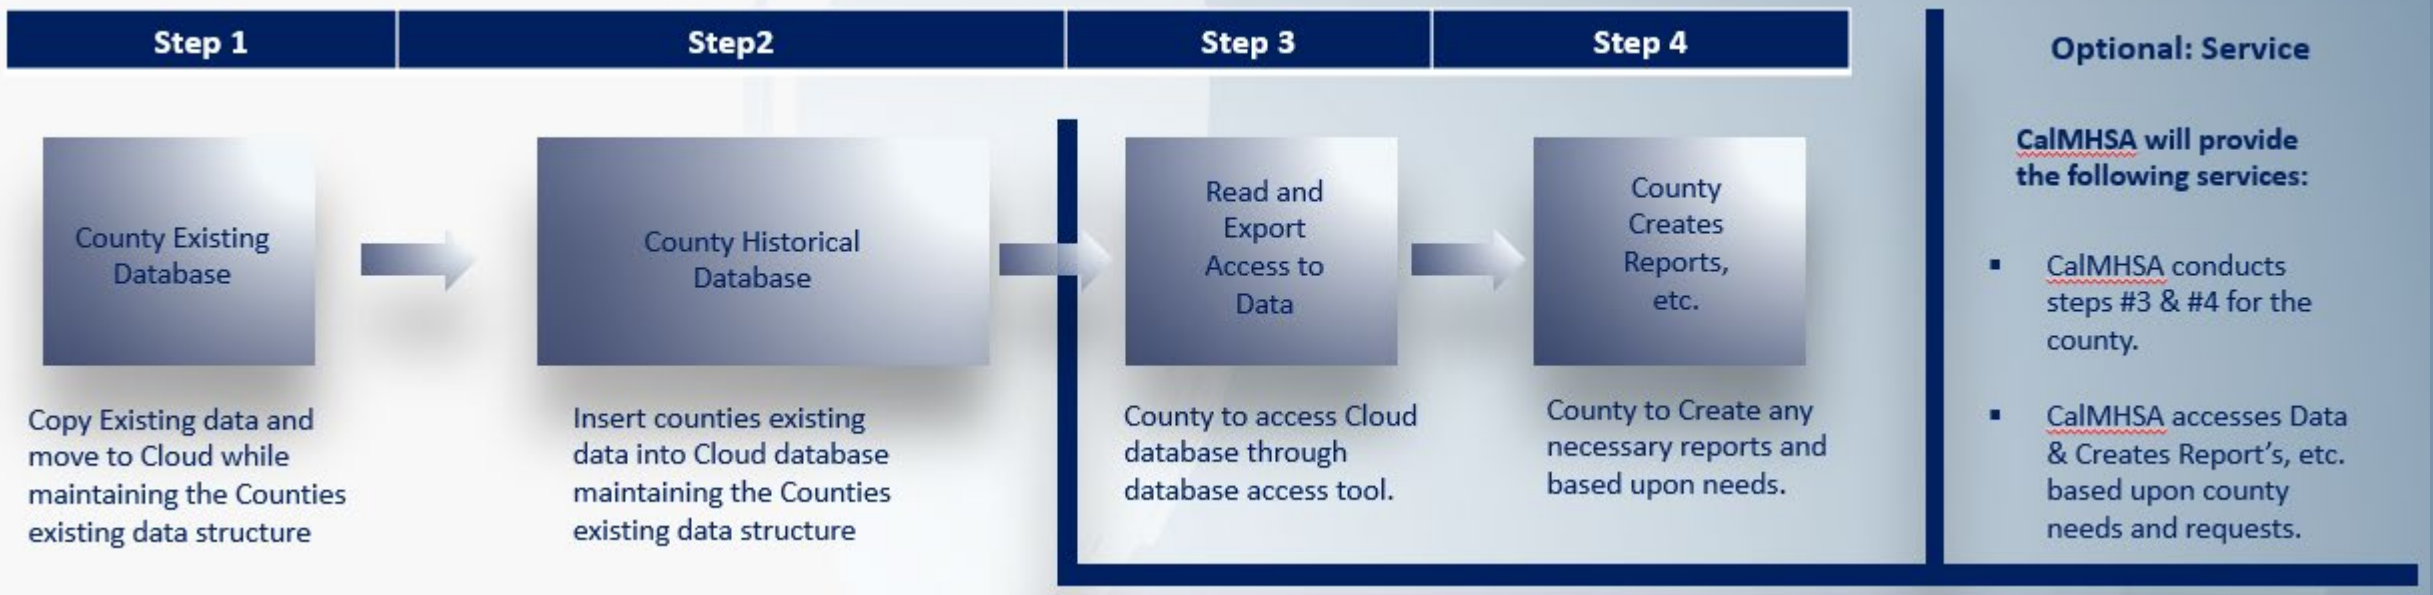 Step 1
Step2
Step 3
Step 4
County Existing
Database
County Historical
Database
Read and
Export
Access to
Data
County
Creates
Reports,
etc.
Copy Existing data and
move to Cloud while
maintaining the Counties
existing data structure
Insert counties existing
data into Cloud database
maintaining the Counties
existing data structure
County to access Cloud
database through
database access tool.
County to Create any
necessary reports and
based upon needs.
Optional: Service
CalMHSA will provide
the following services:
▪ CalMHSA conducts
steps #3 & #4 for the
county.
▪ CalMHSA accesses Data
& Creates Report's, etc.
based upon county
needs and requests.